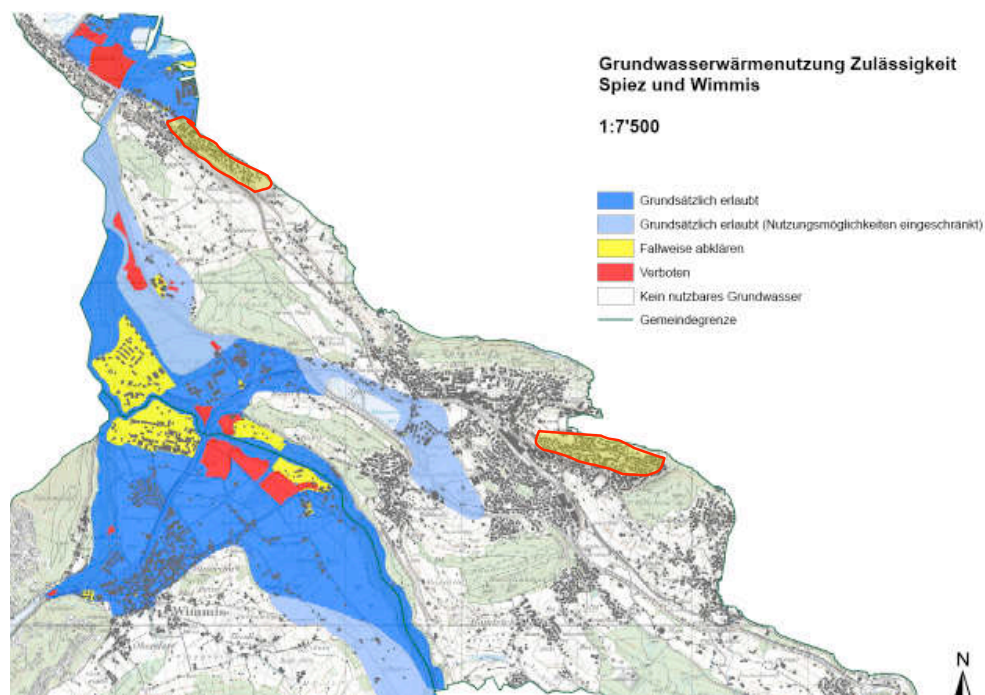 Grundwasserwärmenutzung Zulässigkeit
Spiez und Wimmis
1:7'500
Grundsätzlich erlaubt
Grundsätzlich erlaubt (Nutzungsmöglichkeiten eingeschränkt)
Fallweise abklären
Verboten
Kein nutzbares Grundwasser
Gemeindegrenze
Wimmis
Oberdorf
N